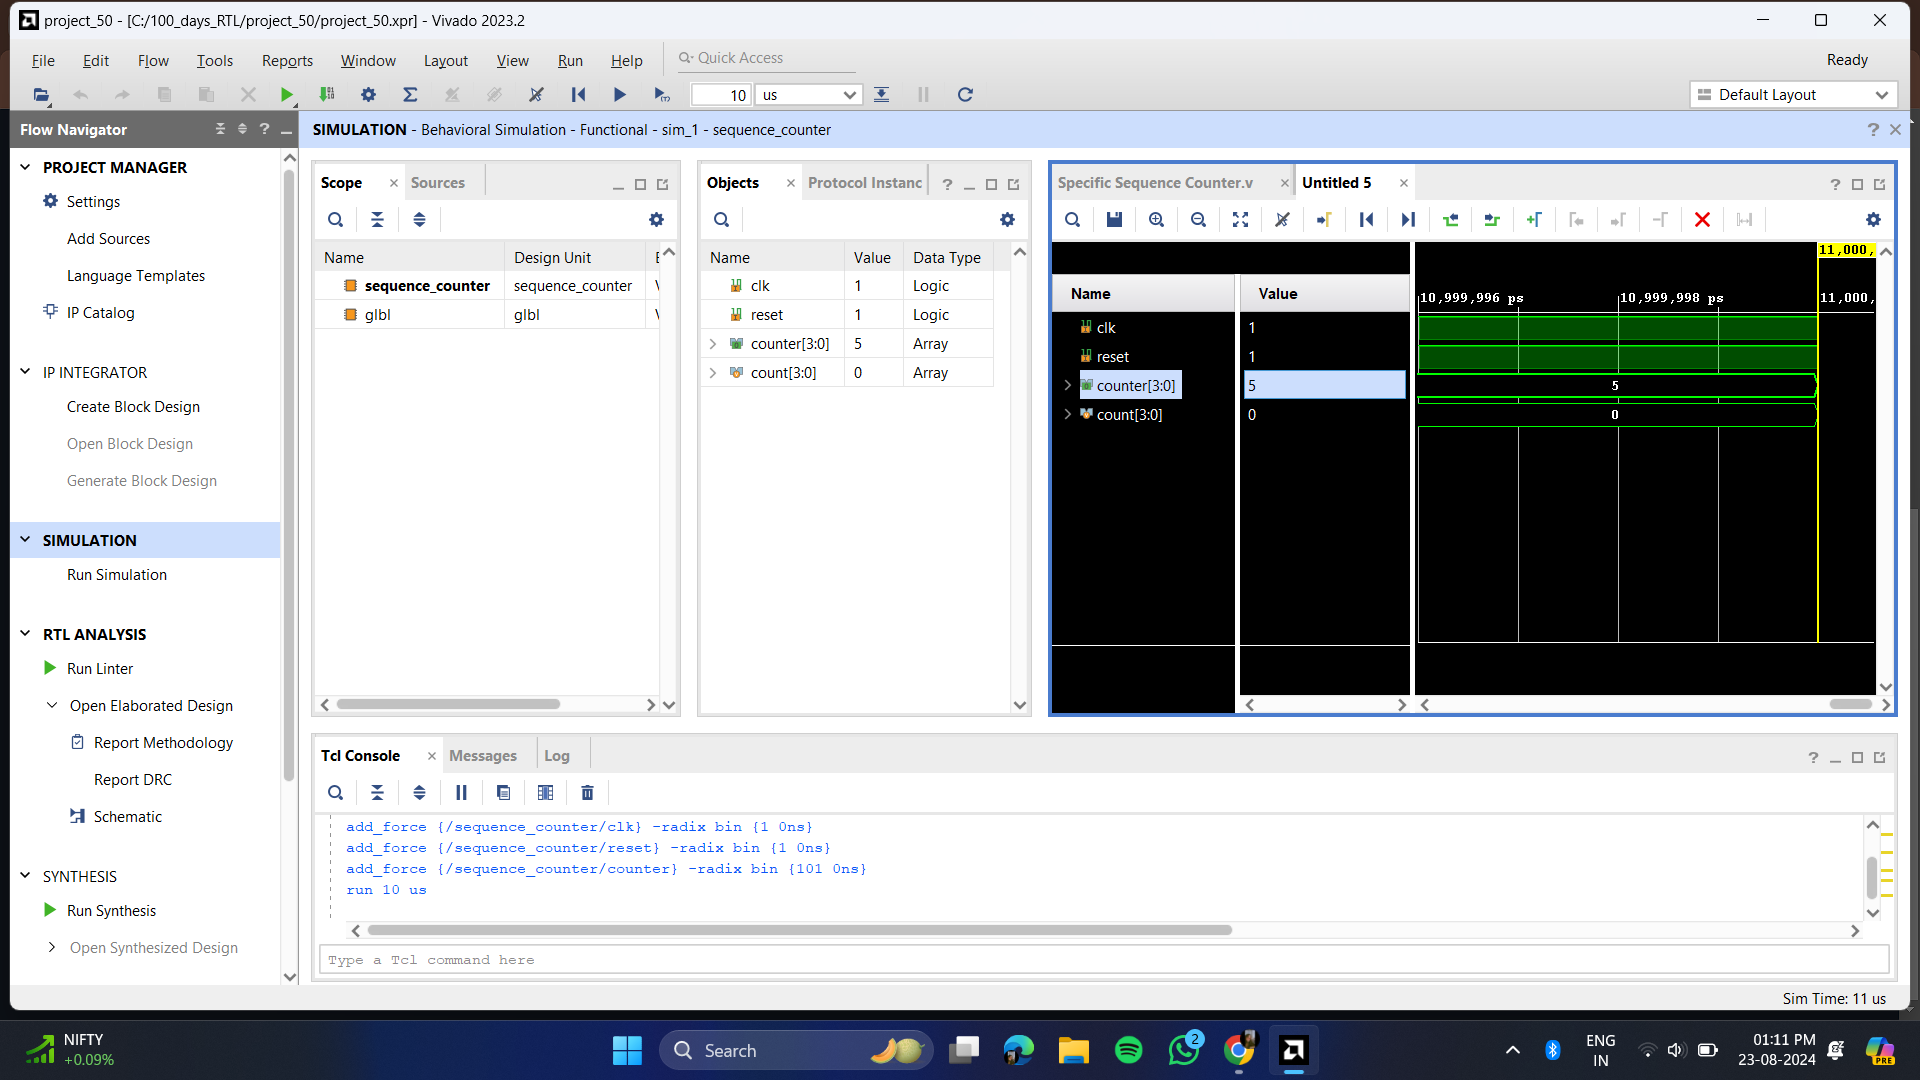 project_50 - [C:/100_days_RTL/project_50/project_50.xpr] - Vivado 2023.2
File Edit Flow Tools Reports Window Layout View Run Help Quick Access Ready
10 us Default Layout
Flow Navigator
SIMULATION - Behavioral Simulation - Functional - sim_1 - sequence_counter
PROJECT MANAGER
Settings
Add Sources
Language Templates
IP Catalog
IP INTEGRATOR
Create Block Design
Open Block Design
Generate Block Design
SIMULATION
Run Simulation
RTL ANALYSIS
Run Linter
Open Elaborated Design
Report Methodology
Report DRC
Schematic
SYNTHESIS
Run Synthesis
Open Synthesized Design
Scope Sources
Name Design Unit
sequence_counter sequence_counter
glbl glbl
Objects Protocol Instanc
Name Value Data Type
clk 1 Logic
reset 1 Logic
counter[3:0] 5 Array
count[3:0] 0 Array
Specific Sequence Counter.v Untitled 5
11,000,
Name Value 10,999,996 ps 10,999,998 ps 11,000,
clk 1
reset 1
counter[3:0] 5 5
count[3:0] 0 0
Tcl Console Messages Log
add_force {/sequence_counter/clk} -radix bin {1 0ns}
add_force {/sequence_counter/reset} -radix bin {1 0ns}
add_force {/sequence_counter/counter} -radix bin {101 0ns}
run 10 us
Type a Tcl command here
Sim Time: 11 us
NIFTY
+0.09%
Search
2
ENG
IN
01:11 PM
23-08-2024
PRE